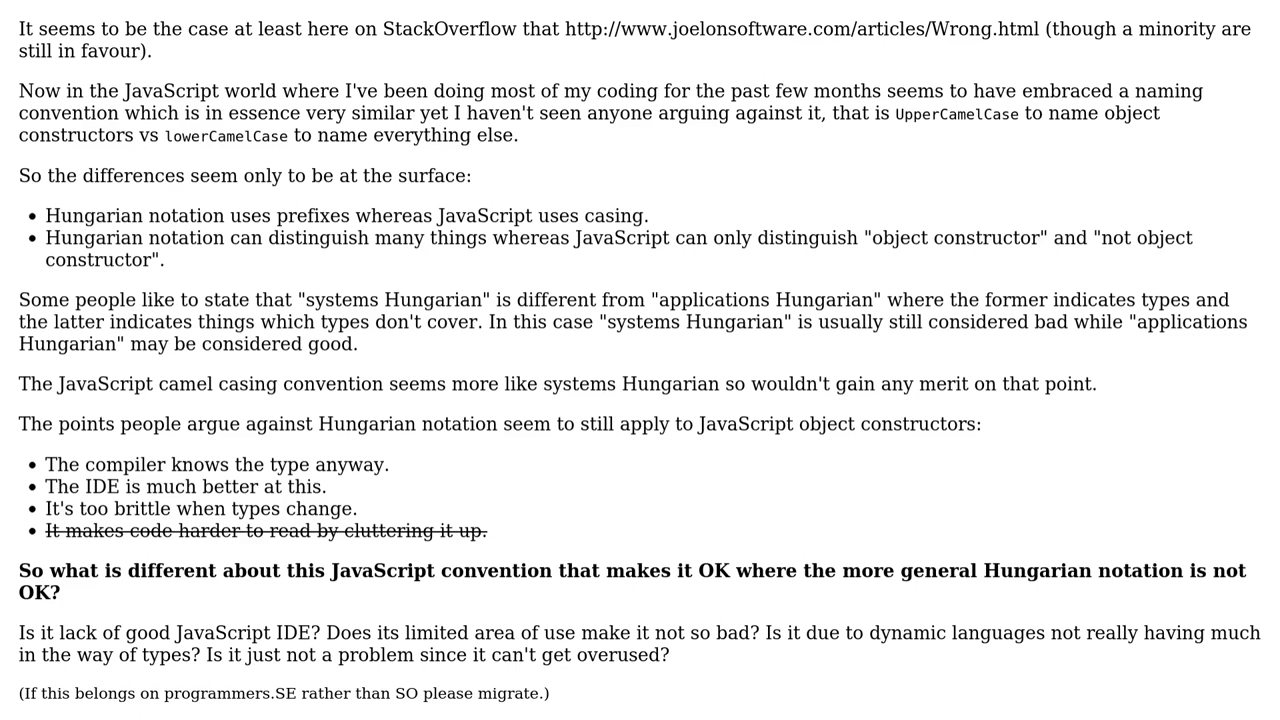 It seems to be the case at least here on StackOverflow that http://www.joelonsoftware.com/articles/Wrong.html (though a minority are
still in favour).
Now in the JavaScript world where I've been doing most of my coding for the past few months seems to have embraced a naming
convention which is in essence very similar yet I haven't seen anyone arguing against it, that is UpperCamelCase to name object
constructors vs lowerCamelCase to name everything else.
So the differences seem only to be at the surface:
• Hungarian notation uses prefixes whereas JavaScript uses casing.
• Hungarian notation can distinguish many things whereas JavaScript can only distinguish "object constructor" and "not object
constructor".
Some people like to state that "systems Hungarian" is different from "applications Hungarian" where the former indicates types and
the latter indicates things which types don't cover. In this case "systems Hungarian" is usually still considered bad while "applications
Hungarian" may be considered good.
The JavaScript camel casing convention seems more like systems Hungarian so wouldn't gain any merit on that point.
The points people argue against Hungarian notation seem to still apply to JavaScript object constructors:
• The compiler knows the type anyway.
• The IDE is much better at this.
• It's too brittle when types change.
• It makes code harder to read by cluttering it up.
So what is different about this JavaScript convention that makes it OK where the more general Hungarian notation is not
OK?
Is it lack of good JavaScript IDE? Does its limited area of use make it not so bad? Is it due to dynamic languages not really having much
in the way of types? Is it just not a problem since it can't get overused?
(If this belongs on programmers.SE rather than SO please migrate.)